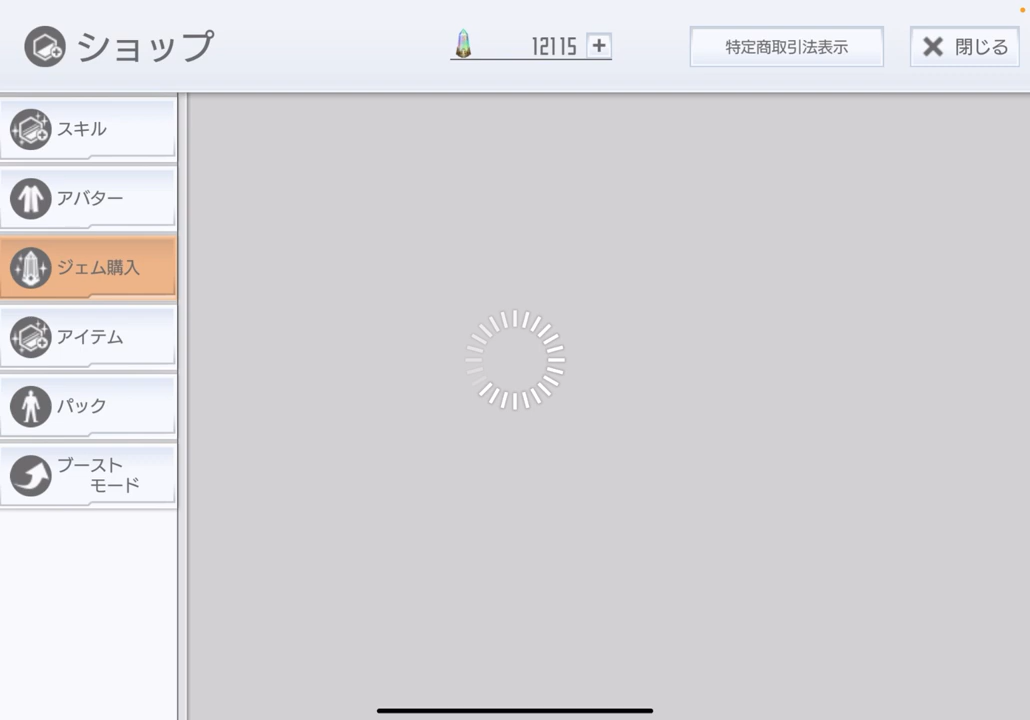 ショップ
12115
特定商取引法表示
閉じる
スキル
アバター
ジェム購入
アイテム
パック
ブースト
モード